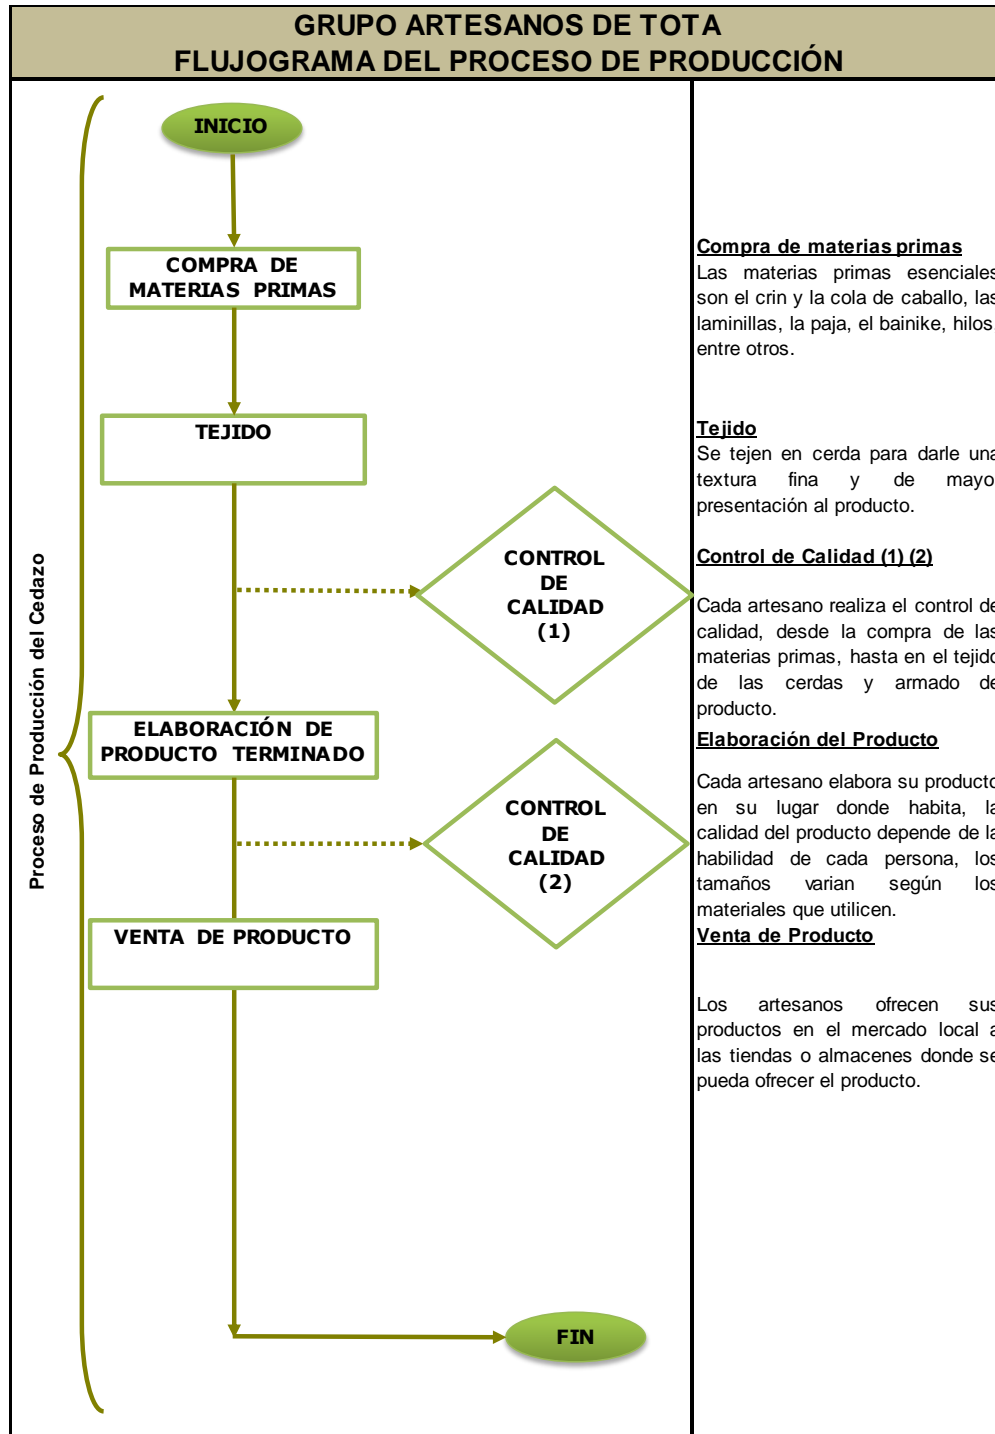 GRUPO ARTESANOS DE TOTA
FLUJOGRAMA DEL PROCESO DE PRODUCCIÓN
Proceso de Producción del Cedazo
INICIO
COMPRA DE
MATERIAS PRIMAS
TEJIDO
CONTROL
DE
CALIDAD
(1)
ELABORACIÓN DE
PRODUCTO TERMINADO
CONTROL
DE
CALIDAD
(2)
VENTA DE PRODUCTO
FIN
Compra de materias primas
Las materias primas esenciales
son el crin y la cola de caballo, las
laminillas, la paja, el bainike, hilos,
entre otros.
Tejido
Se tejen en cerda para darle una
textura fina y de mayo
presentación al producto.
Control de Calidad (1) (2)
Cada artesano realiza el control de
calidad, desde la compra de las
materias primas, hasta en el tejido
de las cerdas y armado de
producto.
Elaboración del Producto
Cada artesano elabora su producto
en su lugar donde habita, la
calidad del producto depende de la
habilidad de cada persona, los
tamaños varian según los
materiales que utilicen.
Venta de Producto
Los artesanos ofrecen sus
productos en el mercado local a
las tiendas o almacenes donde se
pueda ofrecer el producto.